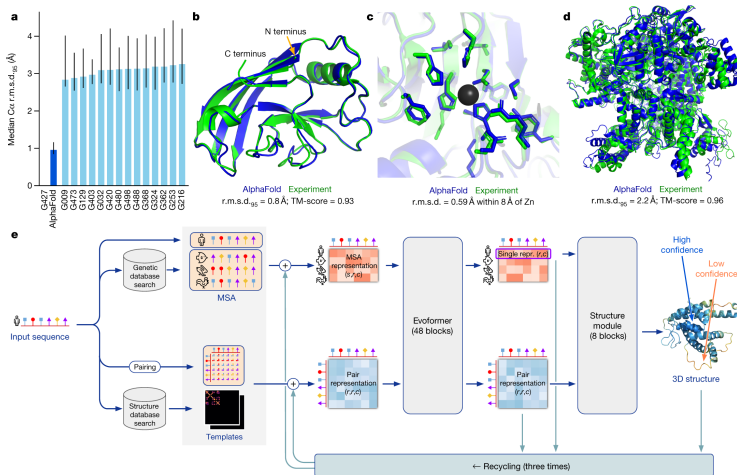 a
Median Cα r.m.s.d.95 (Å)
4
3
2
1
0
G427
AlphaFold
G009
G473
G129
G403
G032
G420
G480
G498
G488
G368
G324
G362
G253
G216
b
N terminus
C terminus
AlphaFold Experiment
r.m.s.d.95 = 0.8 Å; TM-score = 0.93
c
AlphaFold Experiment
r.m.s.d. = 0.59 Å within 8 Å of Zn
d
AlphaFold Experiment
r.m.s.d.95 = 2.2 Å; TM-score = 0.96
e
Input sequence
Genetic
database
search
MSA
Pairing
Structure
database
search
Templates
+
+
MSA
representation
(s,r,c)
Pair
representation
(r,r,c)
Evoformer
(48 blocks)
Single repr. (r,c)
Pair
representation
(r,r,c)
Structure
module
(8 blocks)
High
confidence
Low
confidence
3D structure
← Recycling (three times)